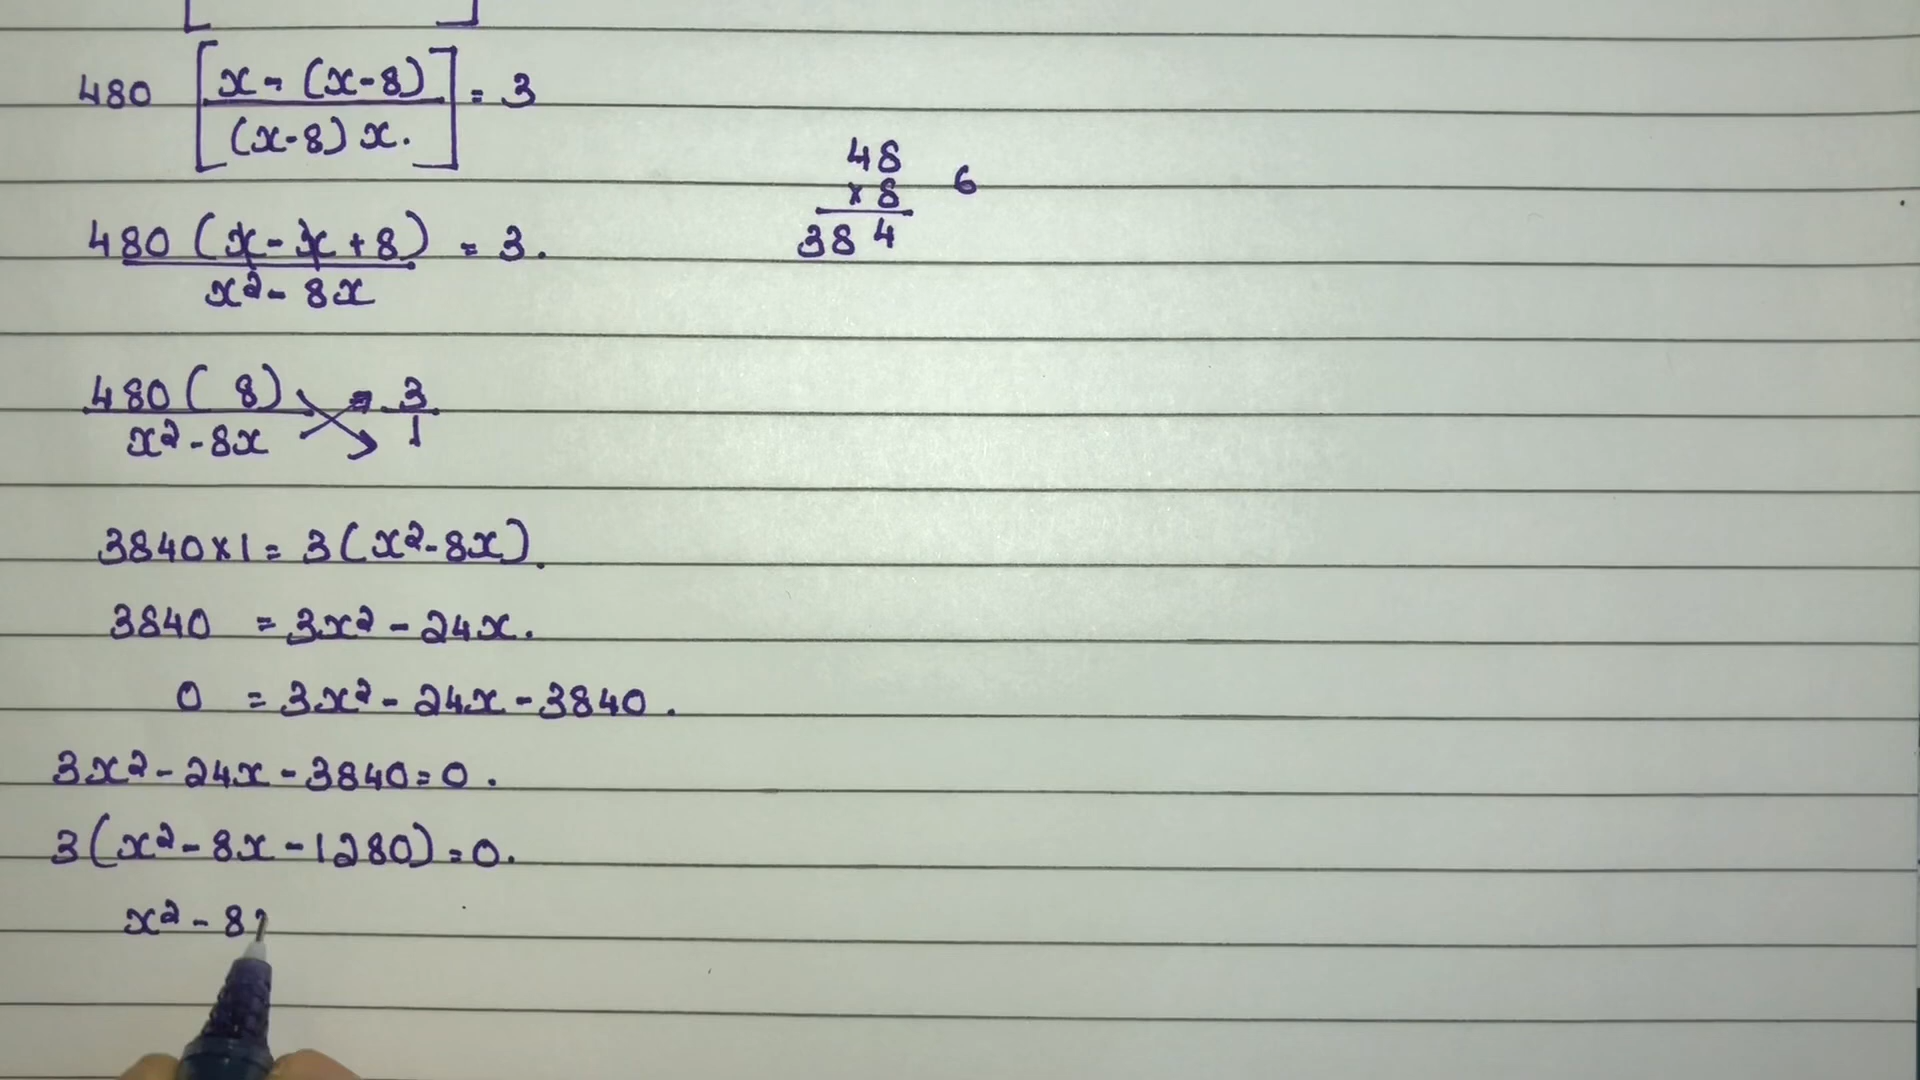 480 [x - (x-8) / (x-8) x.] = 3
480 (x - x + 8) / x² - 8x = 3.
480 ( 8) / x² - 8x = 3 / 1
3840 × 1 = 3 (x² - 8x).
3840 = 3x² - 24x.
0 = 3x² - 24x - 3840.
3x² - 24x - 3840 = 0.
3 (x² - 8x - 1280) = 0.
x² - 8
48
× 8 6
384